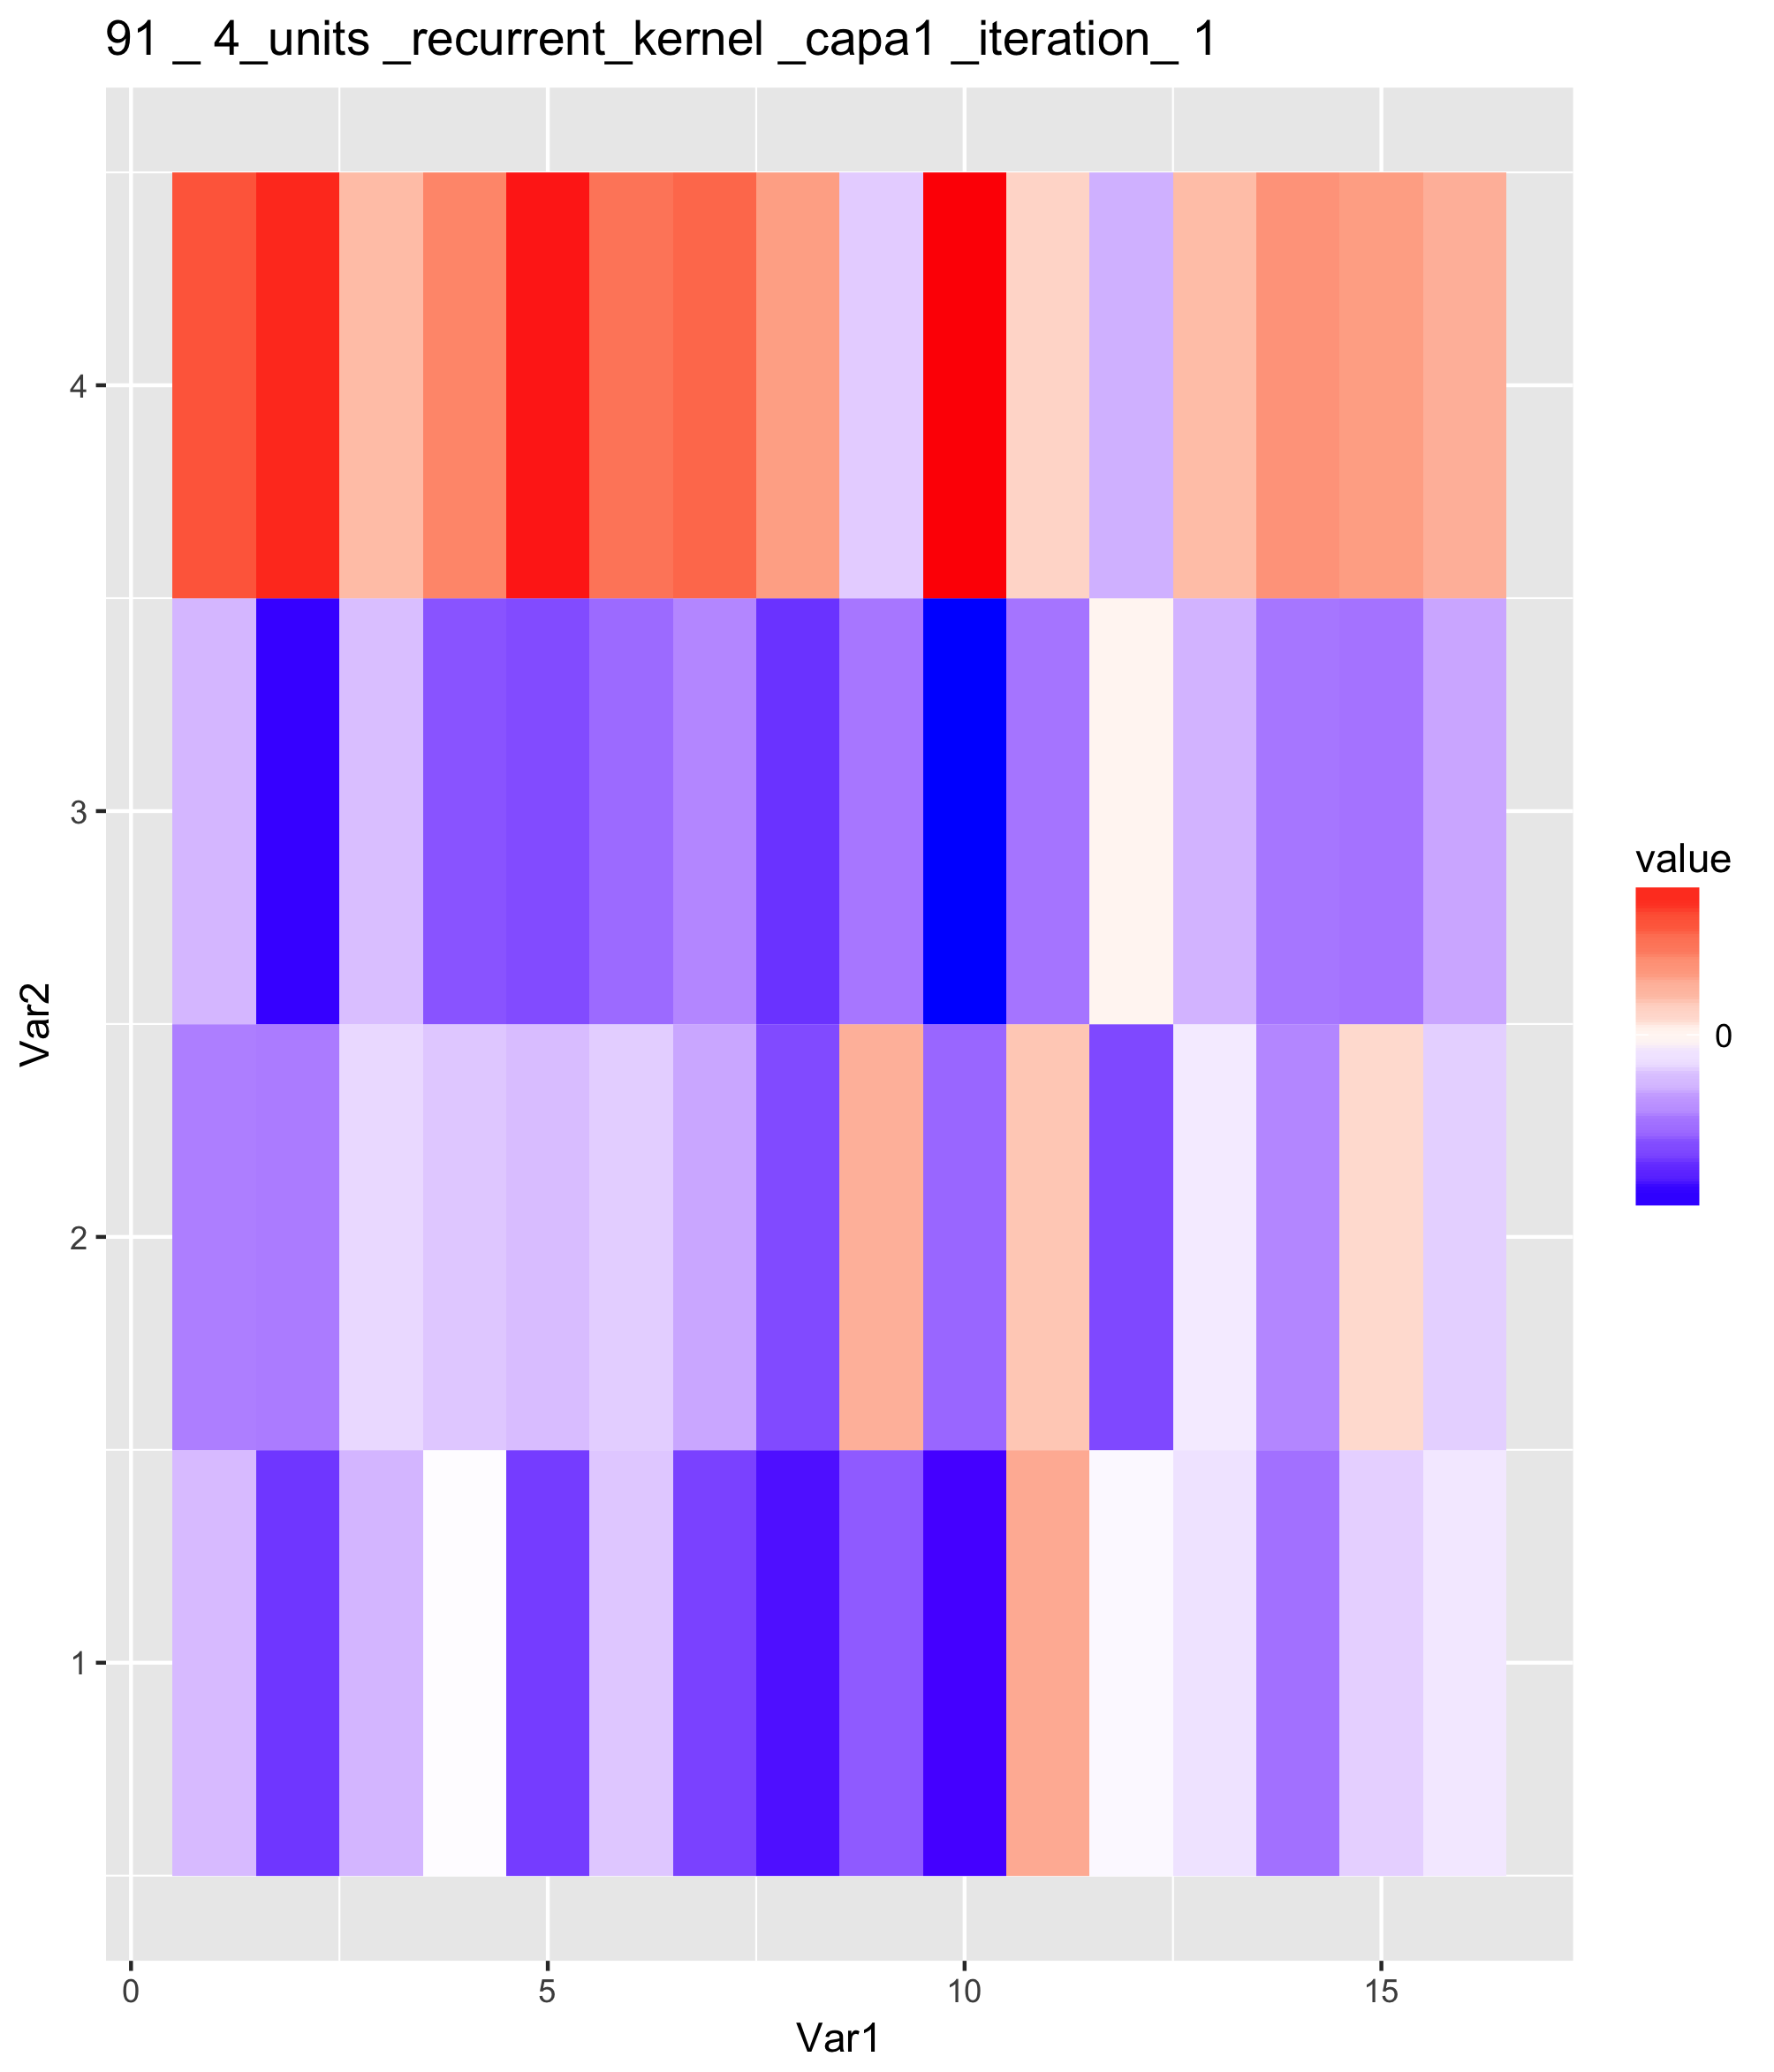 91 _ 4_units _recurrent_kernel _capa1 _iteration_ 1
4
3
2
1
Var2
0
5
10
15
Var1
value
0